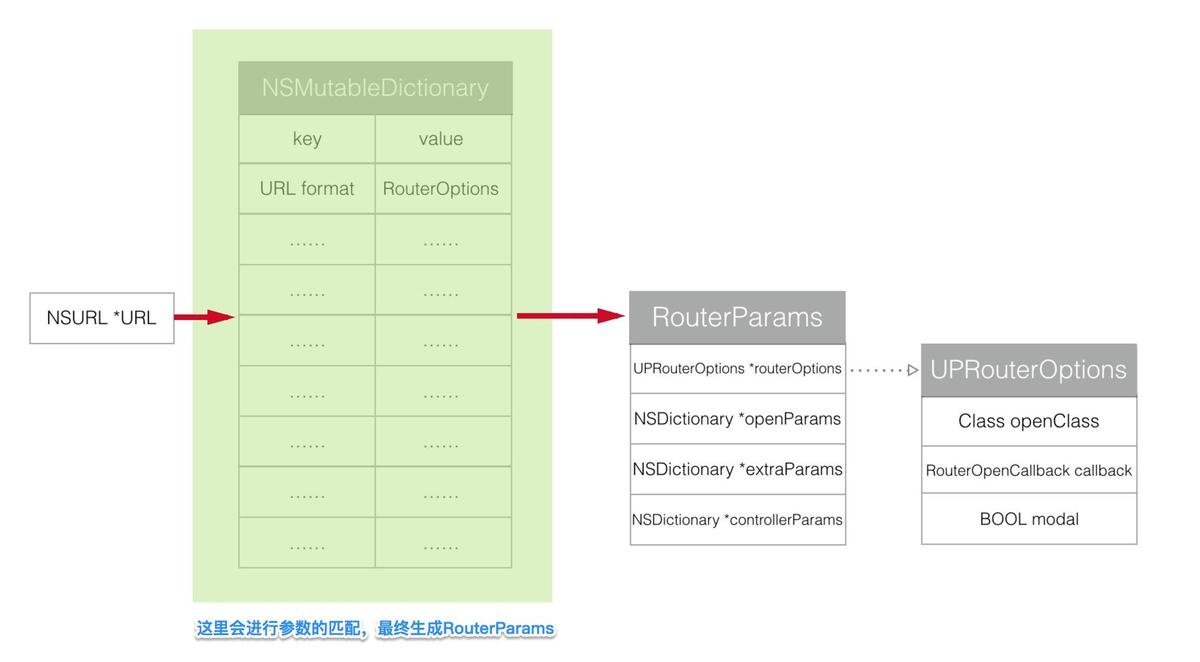 NSMutableDictionary
key value
URL format RouterOptions
...... ......
...... ......
...... ......
...... ......
...... ......
...... ......
...... ......
NSURL *URL
这里会进行参数的匹配，最终生成RouterParams
RouterParams
UPRouterOptions *routerOptions
NSDictionary *openParams
NSDictionary *extraParams
NSDictionary *controllerParams
UPRouterOptions
Class openClass
RouterOpenCallback callback
BOOL modal